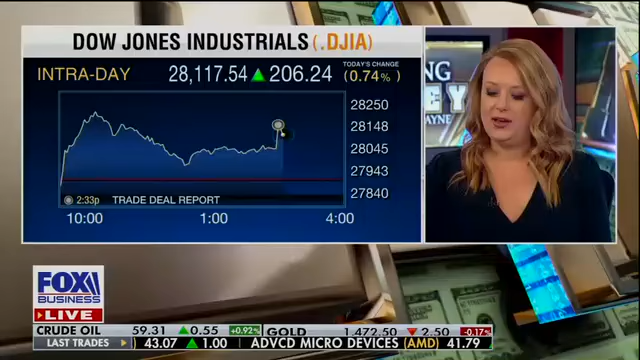 DOW JONES INDUSTRIALS (.DJIA)
INTRA-DAY 28,117.54 ▲ 206.24 TODAY'S CHANGE (0.74%)
28250
28148
28045
27943
27840
2:33p TRADE DEAL REPORT
10:00 1:00 4:00
NG
AYNE
FOX
BUSINESS
LIVE
CRUDE OIL 59.31 ▲ 0.55 +0.92% GOLD 1,472.50 ▼ 2.50 -0.17%
LAST TRADES 43.07 ▲ 1.00 ADVCD MICRO DEVICES (AMD) 41.79